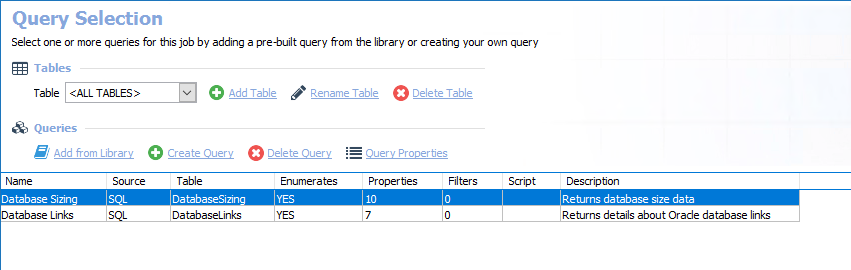 Query Selection
Select one or more queries for this job by adding a pre-built query from the library or creating your own query
Tables
Table <ALL TABLES> Add Table Rename Table Delete Table
Queries
Add from Library Create Query Delete Query Query Properties
Name Source Table Enumerates Properties Filters Script Description
Database Sizing SQL DatabaseSizing YES 10 0 Returns database size data
Database Links SQL DatabaseLinks YES 7 0 Returns details about Oracle database links